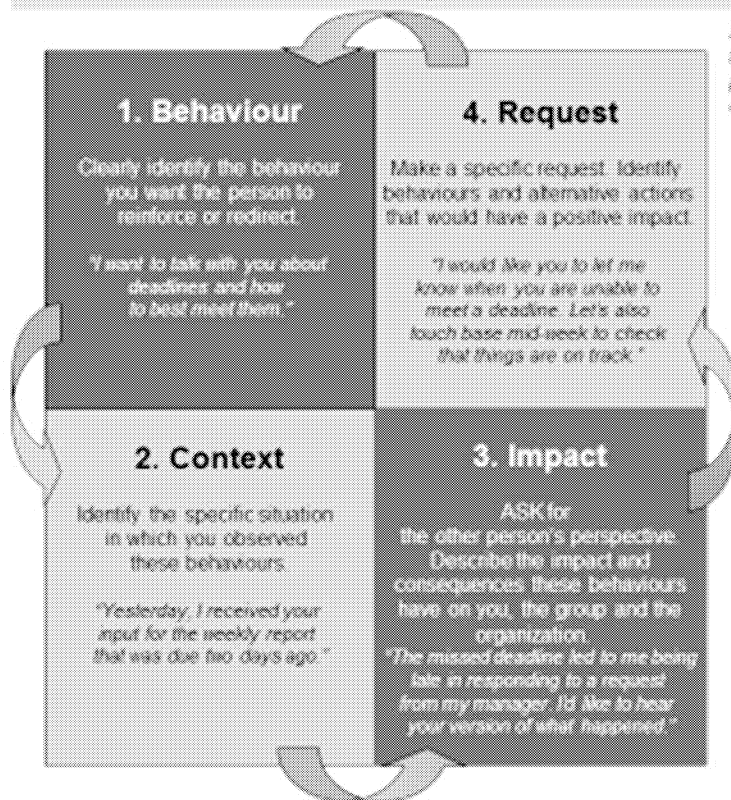 1. Behaviour
Clearly identify the behaviour
you want the person to
reinforce or redirect.
"I want to talk with you about
deadlines and how
to best meet them."
2. Context
Identify the specific situation
in which you observed
these behaviours
"Yesterday, I received your
input for the weekly report
that was due two days ago."
3. Impact
ASK for
the other person's perspective.
Describe the impact and
consequences these behaviours
have on you, the group and the
organization.
"The missed deadline led to me being
late in responding to a request
from my manager. I'd like to hear
your version of what happened."
4. Request
Make a specific request. Identify
behaviours and alternative actions
that would have a positive impact.
"I would like you to let me
know when you are unable to
meet a deadline. Let's also
touch base mid-week to check
that things are on track."